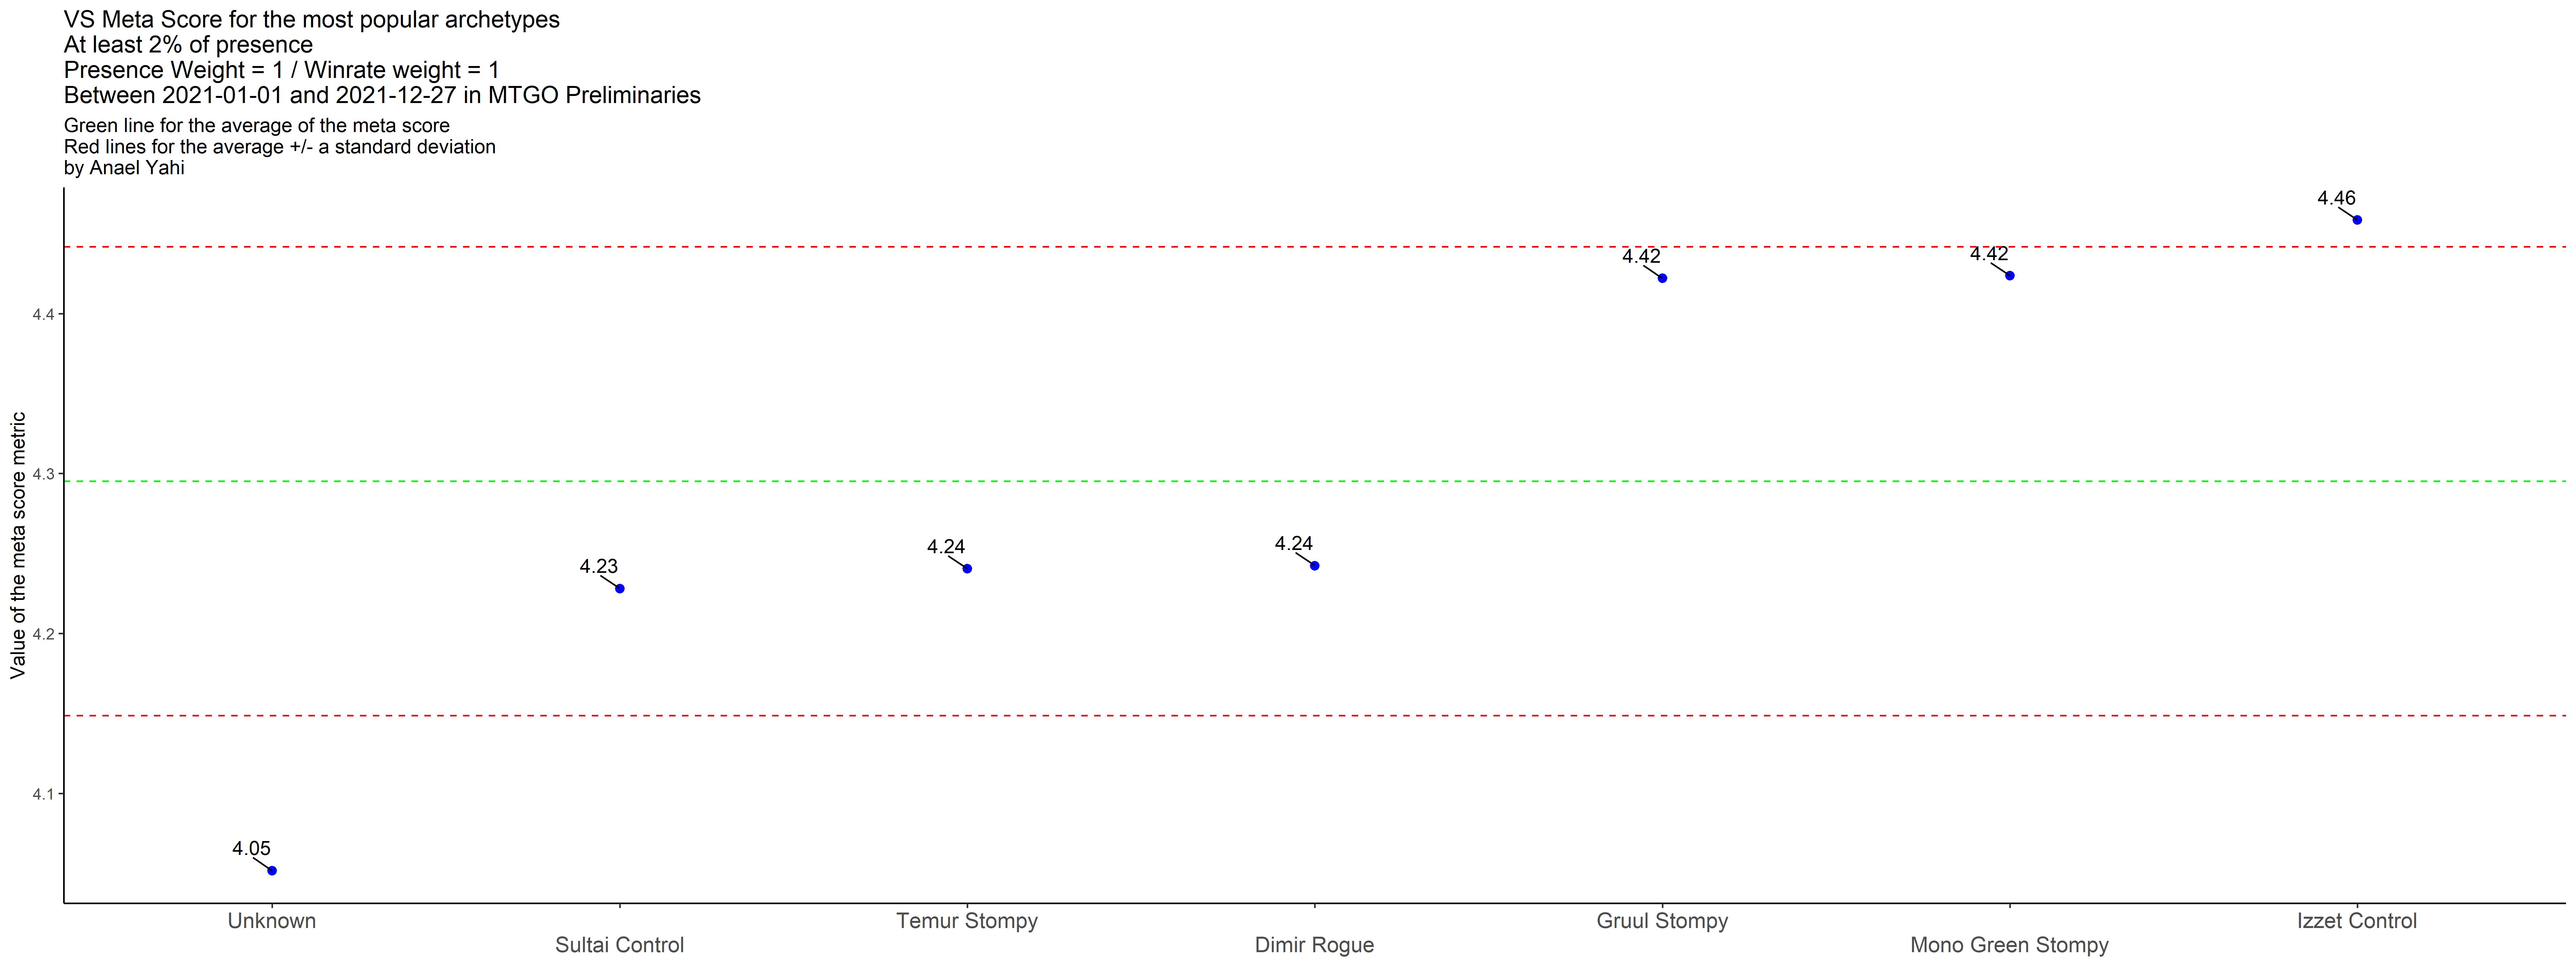 VS Meta Score for the most popular archetypes
At least 2% of presence
Presence Weight = 1 / Winrate weight = 1
Between 2021-01-01 and 2021-12-27 in MTGO Preliminaries
Green line for the average of the meta score
Red lines for the average +/- a standard deviation
by Anael Yahi
Value of the meta score metric
4.4
4.3
4.2
4.1
4.05
4.23
4.24
4.24
4.42
4.42
4.46
Unknown
Sultai Control
Temur Stompy
Dimir Rogue
Gruul Stompy
Mono Green Stompy
Izzet Control